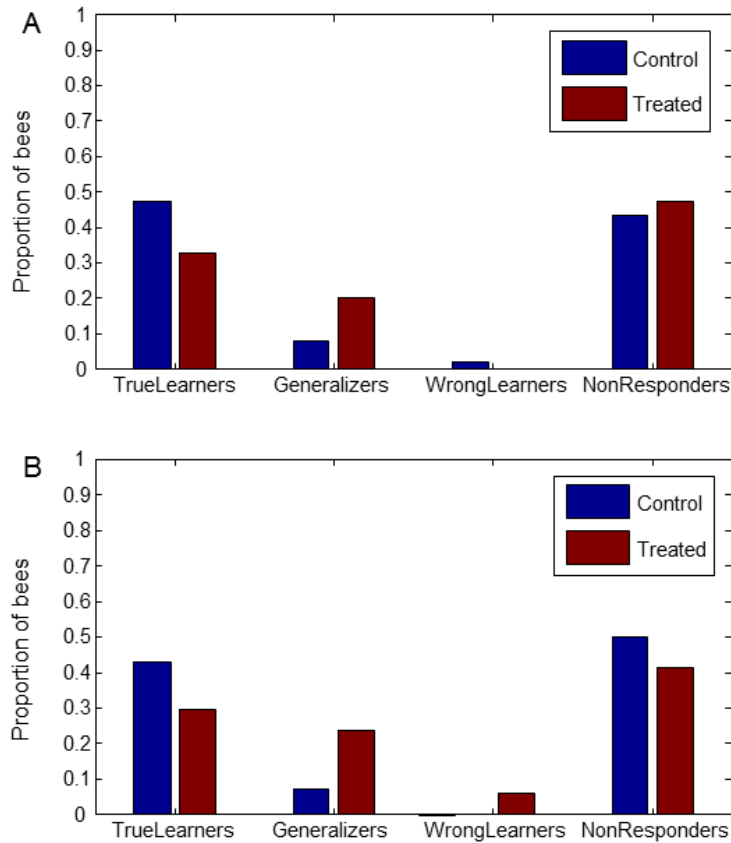 A
1
0.9
0.8
0.7
0.6
0.5
0.4
0.3
0.2
0.1
0
Proportion of bees
Control
Treated
TrueLearners Generalizers WrongLearners NonResponders
B
1
0.9
0.8
0.7
0.6
0.5
0.4
0.3
0.2
0.1
0
Proportion of bees
Control
Treated
TrueLearners Generalizers WrongLearners NonResponders